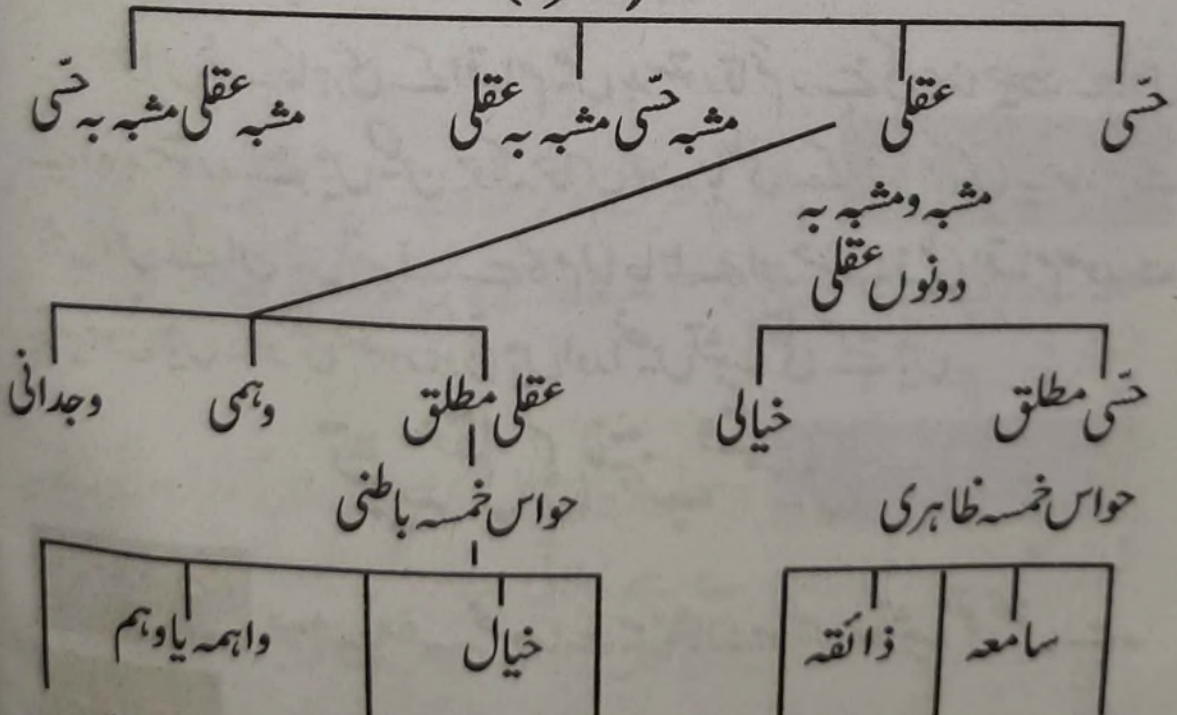 حسّی
عقلی
مشبہ حسّی مشبہ بہ عقلی
مشبہ عقلی مشبہ بہ حسّی
مشبہ و مشبہ بہ
دونوں عقلی
حسّی مطلق
خیالی
عقلی مطلق
وہمی
وجدانی
حواس خمسہ ظاہری
حواس خمسہ باطنی
سامعہ
ذائقہ
خیال
واہمہ یا وہم